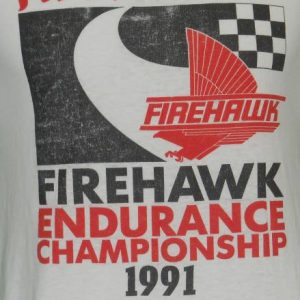 FIREHAWK
FIREHAWK
ENDURANCE
CHAMPIONSHIP
1991